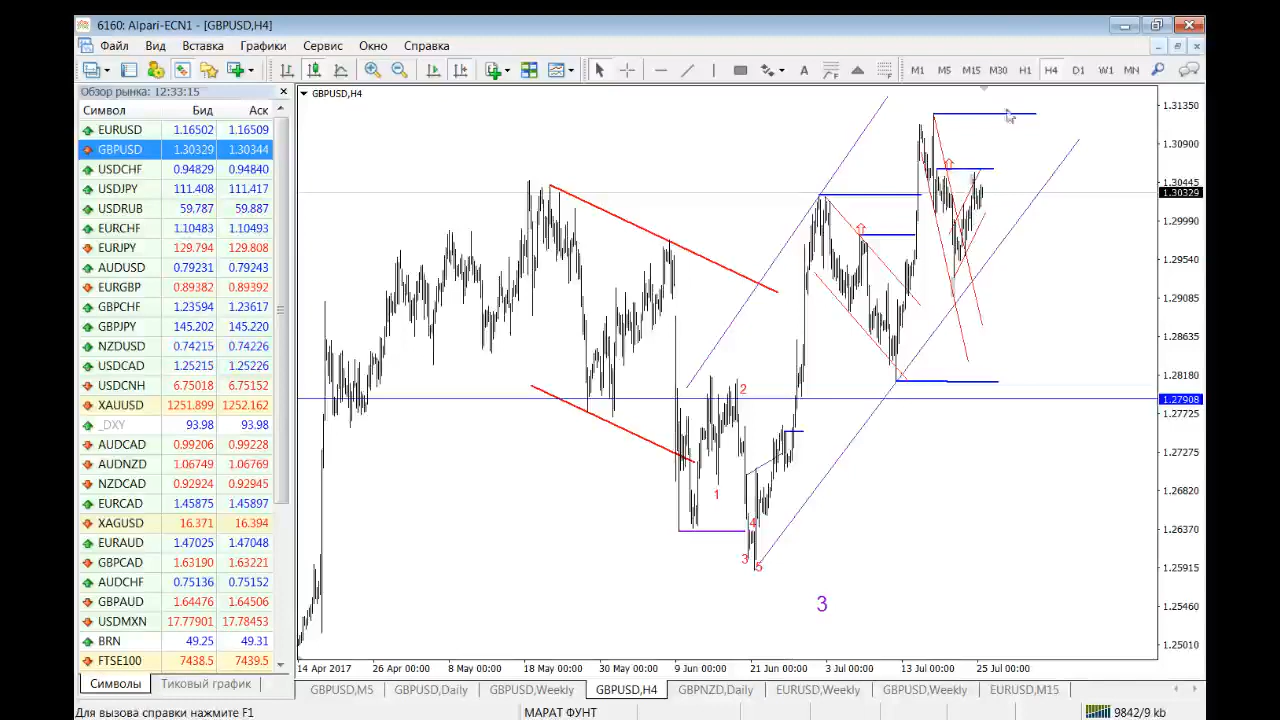 6160: Alpari-ECN1 - [GBPUSD,H4]
Файл Вид Вставка Графики Сервис Окно Справка
A M1 M5 M15 M30 H1 H4 D1 W1 MN
Обзор рынка: 12:33:15
Символ Бид Аск
EURUSD 1.16502 1.16509
GBPUSD 1.30329 1.30344
USDCHF 0.94829 0.94840
USDJPY 111.408 111.417
USDRUB 59.787 59.887
EURCHF 1.10483 1.10493
EURJPY 129.794 129.808
AUDUSD 0.79231 0.79243
EURGBP 0.89382 0.89392
GBPCHF 1.23594 1.23617
GBPJPY 145.202 145.220
NZDUSD 0.74215 0.74226
USDCAD 1.25215 1.25226
USDCNH 6.75018 6.75152
XAUUSD 1251.899 1252.162
_DXY 93.98 93.98
AUDCAD 0.99206 0.99228
AUDNZD 1.06749 1.06769
NZDCAD 0.92924 0.92945
EURCAD 1.45875 1.45897
XAGUSD 16.371 16.394
EURAUD 1.47025 1.47048
GBPCAD 1.63190 1.63221
AUDCHF 0.75136 0.75152
GBPAUD 1.64476 1.64506
USDMXN 17.77901 17.78453
BRN 49.25 49.31
FTSE100 7438.5 7439.5
Символы Тиковый график
GBPUSD,H4
2
1
4
3
5
3
1.31350
1.30900
1.30445
1.30329
1.29990
1.29540
1.29085
1.28635
1.28180
1.27908
1.27725
1.27275
1.26820
1.26370
1.25915
1.25460
1.25010
14 Apr 2017 26 Apr 00:00 8 May 00:00 18 May 00:00 30 May 00:00 9 Jun 00:00 21 Jun 00:00 3 Jul 00:00 13 Jul 00:00 25 Jul 00:00
GBPUSD,M5 GBPUSD,Daily GBPUSD,Weekly GBPUSD,H4 GBPNZD,Daily EURUSD,Weekly GBPUSD,Weekly EURUSD,M15
Для вызова справки нажмите F1 МАРАТ ФУНТ 9842/9 kb